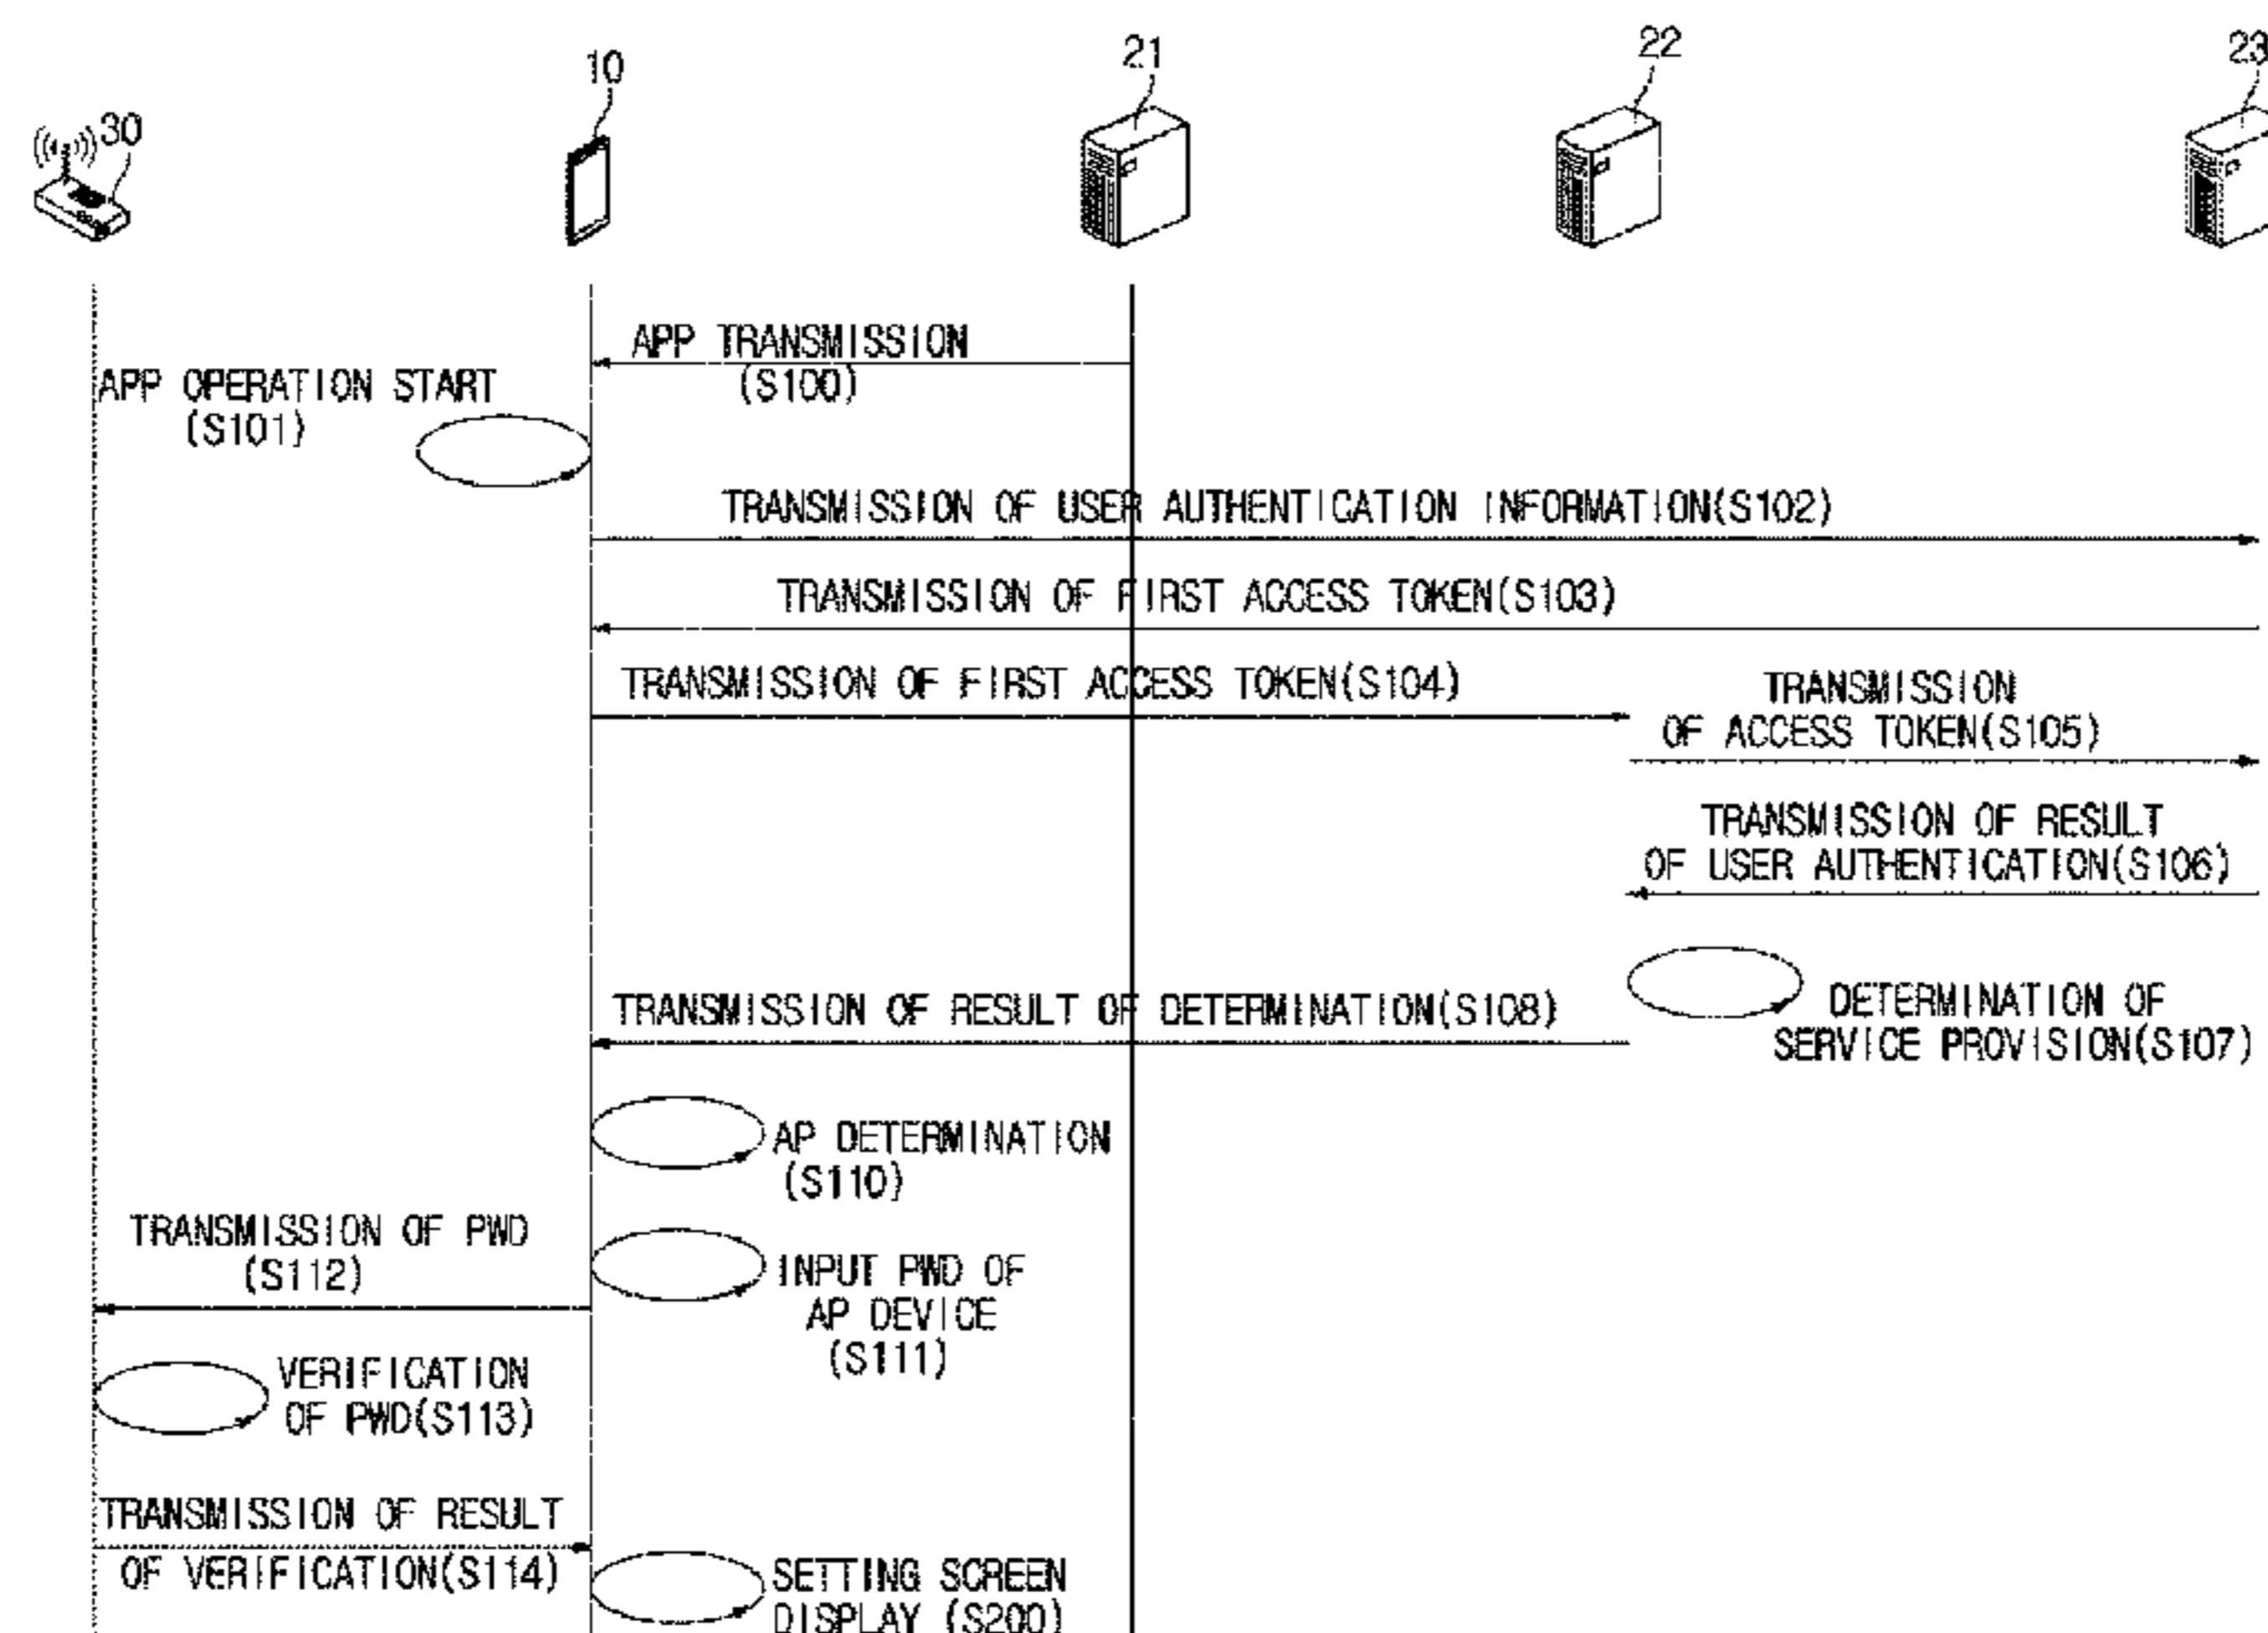 10
21
22
23
30
APP TRANSMISSION
(S100)
APP OPERATION START
(S101)
TRANSMISSION OF USER AUTHENTICATION INFORMATION(S102)
TRANSMISSION OF FIRST ACCESS TOKEN(S103)
TRANSMISSION OF FIRST ACCESS TOKEN(S104)
TRANSMISSION
OF ACCESS TOKEN(S105)
TRANSMISSION OF RESULT
OF USER AUTHENTICATION(S106)
DETERMINATION OF
SERVICE PROVISION(S107)
TRANSMISSION OF RESULT OF DETERMINATION(S108)
AP DETERMINATION
(S110)
INPUT PWD OF
AP DEVICE
(S111)
TRANSMISSION OF PWD
(S112)
VERIFICATION
OF PWD(S113)
TRANSMISSION OF RESULT
OF VERIFICATION(S114)
SETTING SCREEN
DISPLAY (S200)